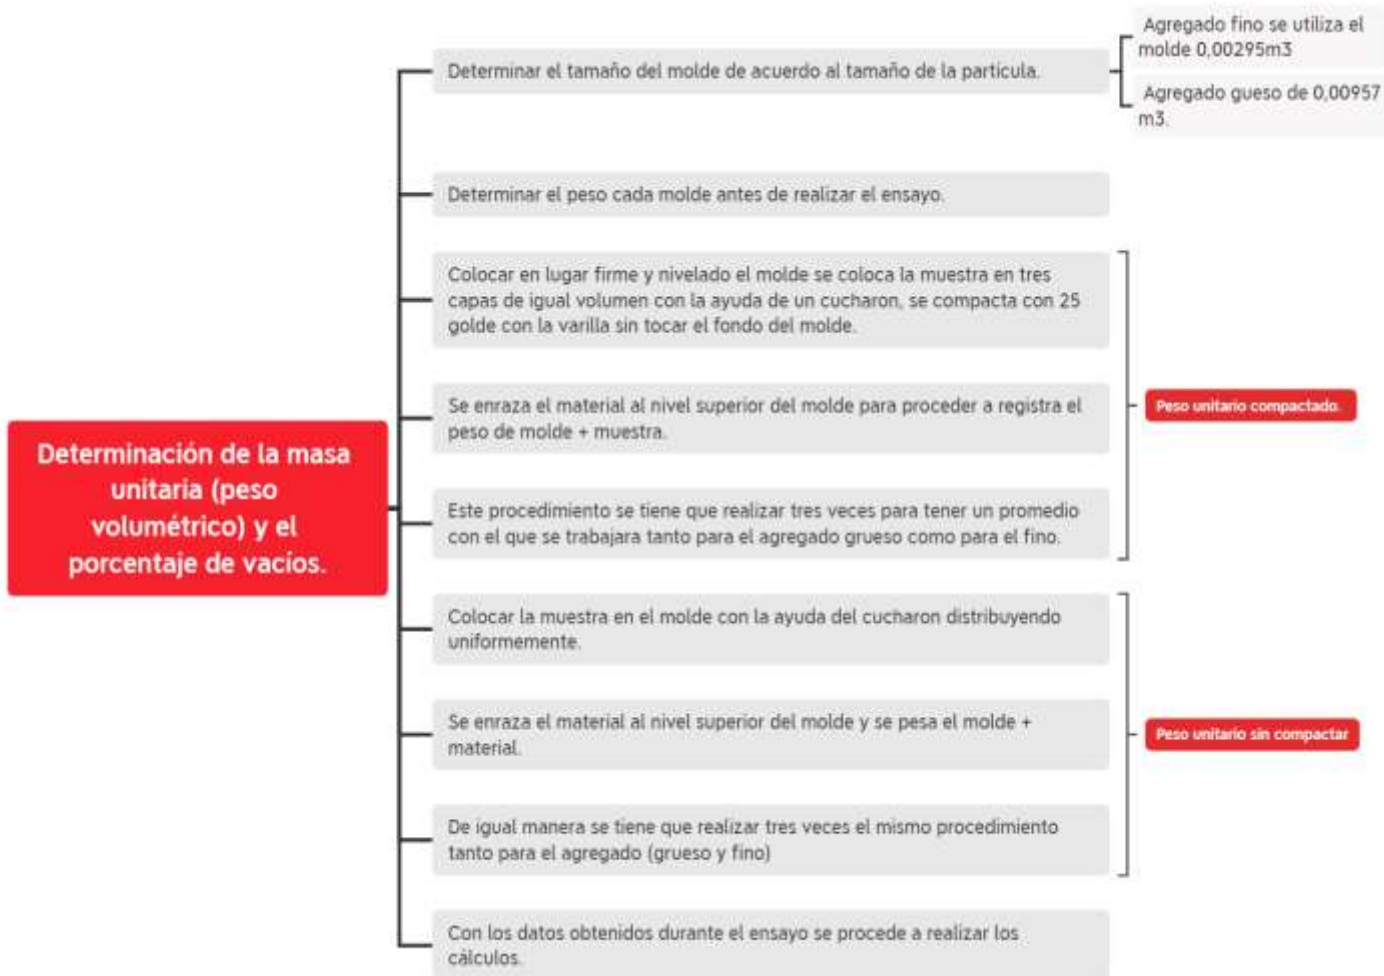 Determinación de la masa
unitaria (peso
volumétrico) y el
porcentaje de vacíos.
Determinar el tamaño del molde de acuerdo al tamaño de la partícula.
Agregado fino se utiliza el
molde 0,00295m3
Agregado gueso de 0,00957
m3.
Determinar el peso cada molde antes de realizar el ensayo.
Colocar en lugar firme y nivelado el molde se coloca la muestra en tres
capas de igual volumen con la ayuda de un cucharon, se compacta con 25
golde con la varilla sin tocar el fondo del molde.
Se enraza el material al nivel superior del molde para proceder a registra el
peso de molde + muestra.
Este procedimiento se tiene que realizar tres veces para tener un promedio
con el que se trabajara tanto para el agregado grueso como para el fino.
Peso unitario compactado.
Colocar la muestra en el molde con la ayuda del cucharon distribuyendo
uniformemente.
Se enraza el material al nivel superior del molde y se pesa el molde +
material.
De igual manera se tiene que realizar tres veces el mismo procedimiento
tanto para el agregado (grueso y fino)
Peso unitario sin compactar
Con los datos obtenidos durante el ensayo se procede a realizar los
cálculos.